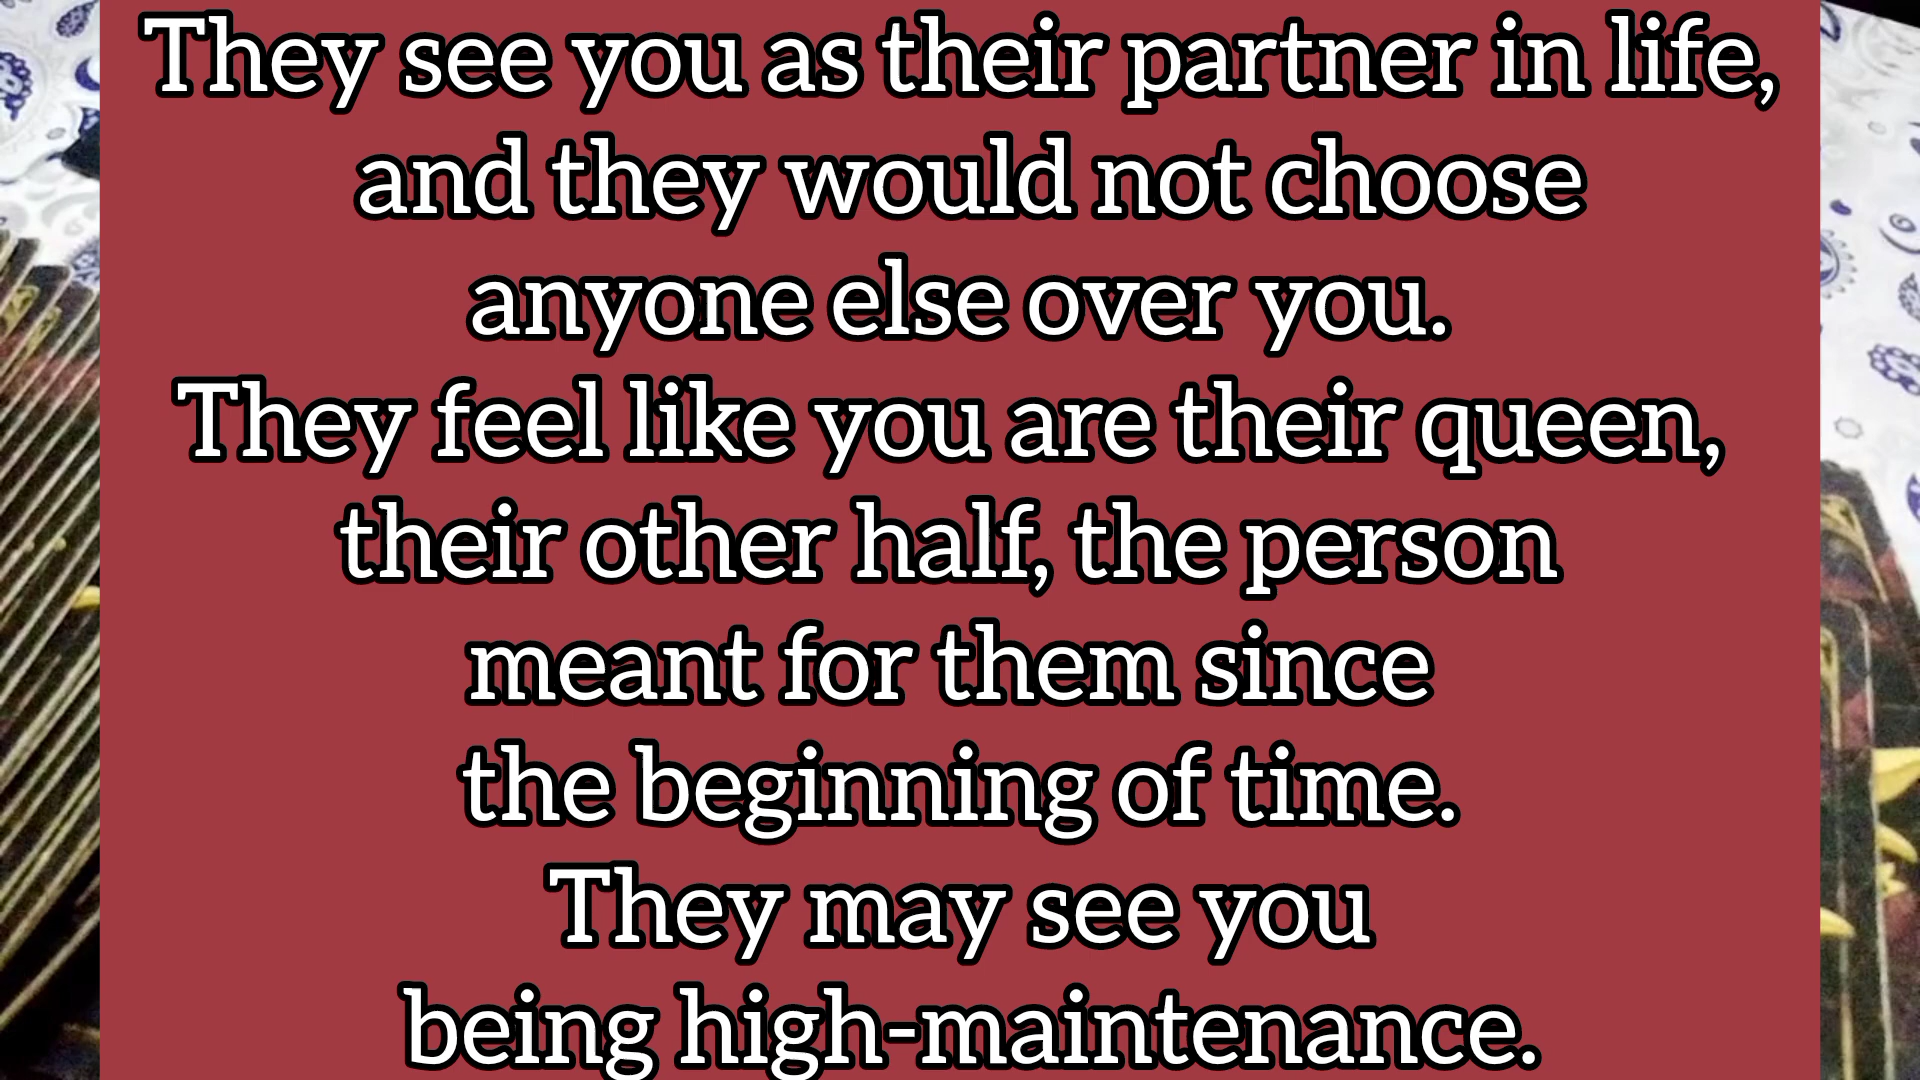 They see you as their partner in life,
and they would not choose
anyone else over you.
They feel like you are their queen,
their other half, the person
meant for them since
the beginning of time.
They may see you
being high-maintenance.